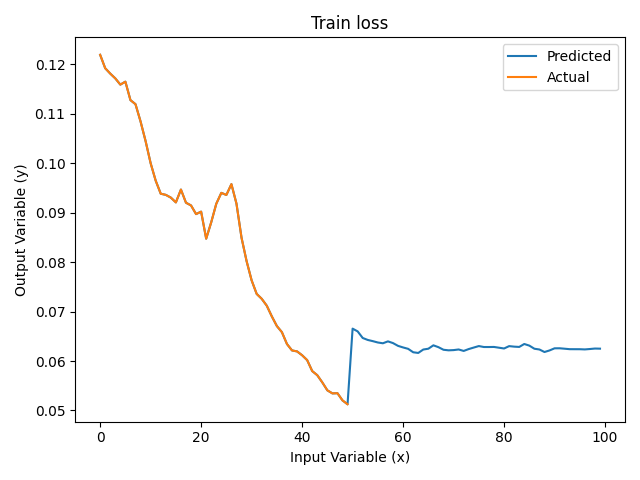 Train loss
Predicted
Actual
Output Variable (y)
0.12
0.11
0.10
0.09
0.08
0.07
0.06
0.05
0 20 40 60 80 100
Input Variable (x)